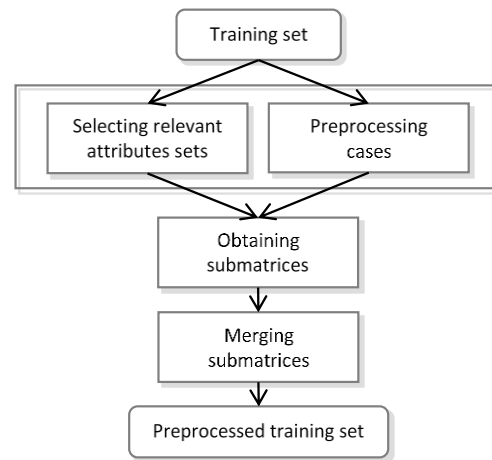 Training set
Selecting relevant
attributes sets
Preprocessing
cases
Obtaining
submatrices
Merging
submatrices
Preprocessed training set